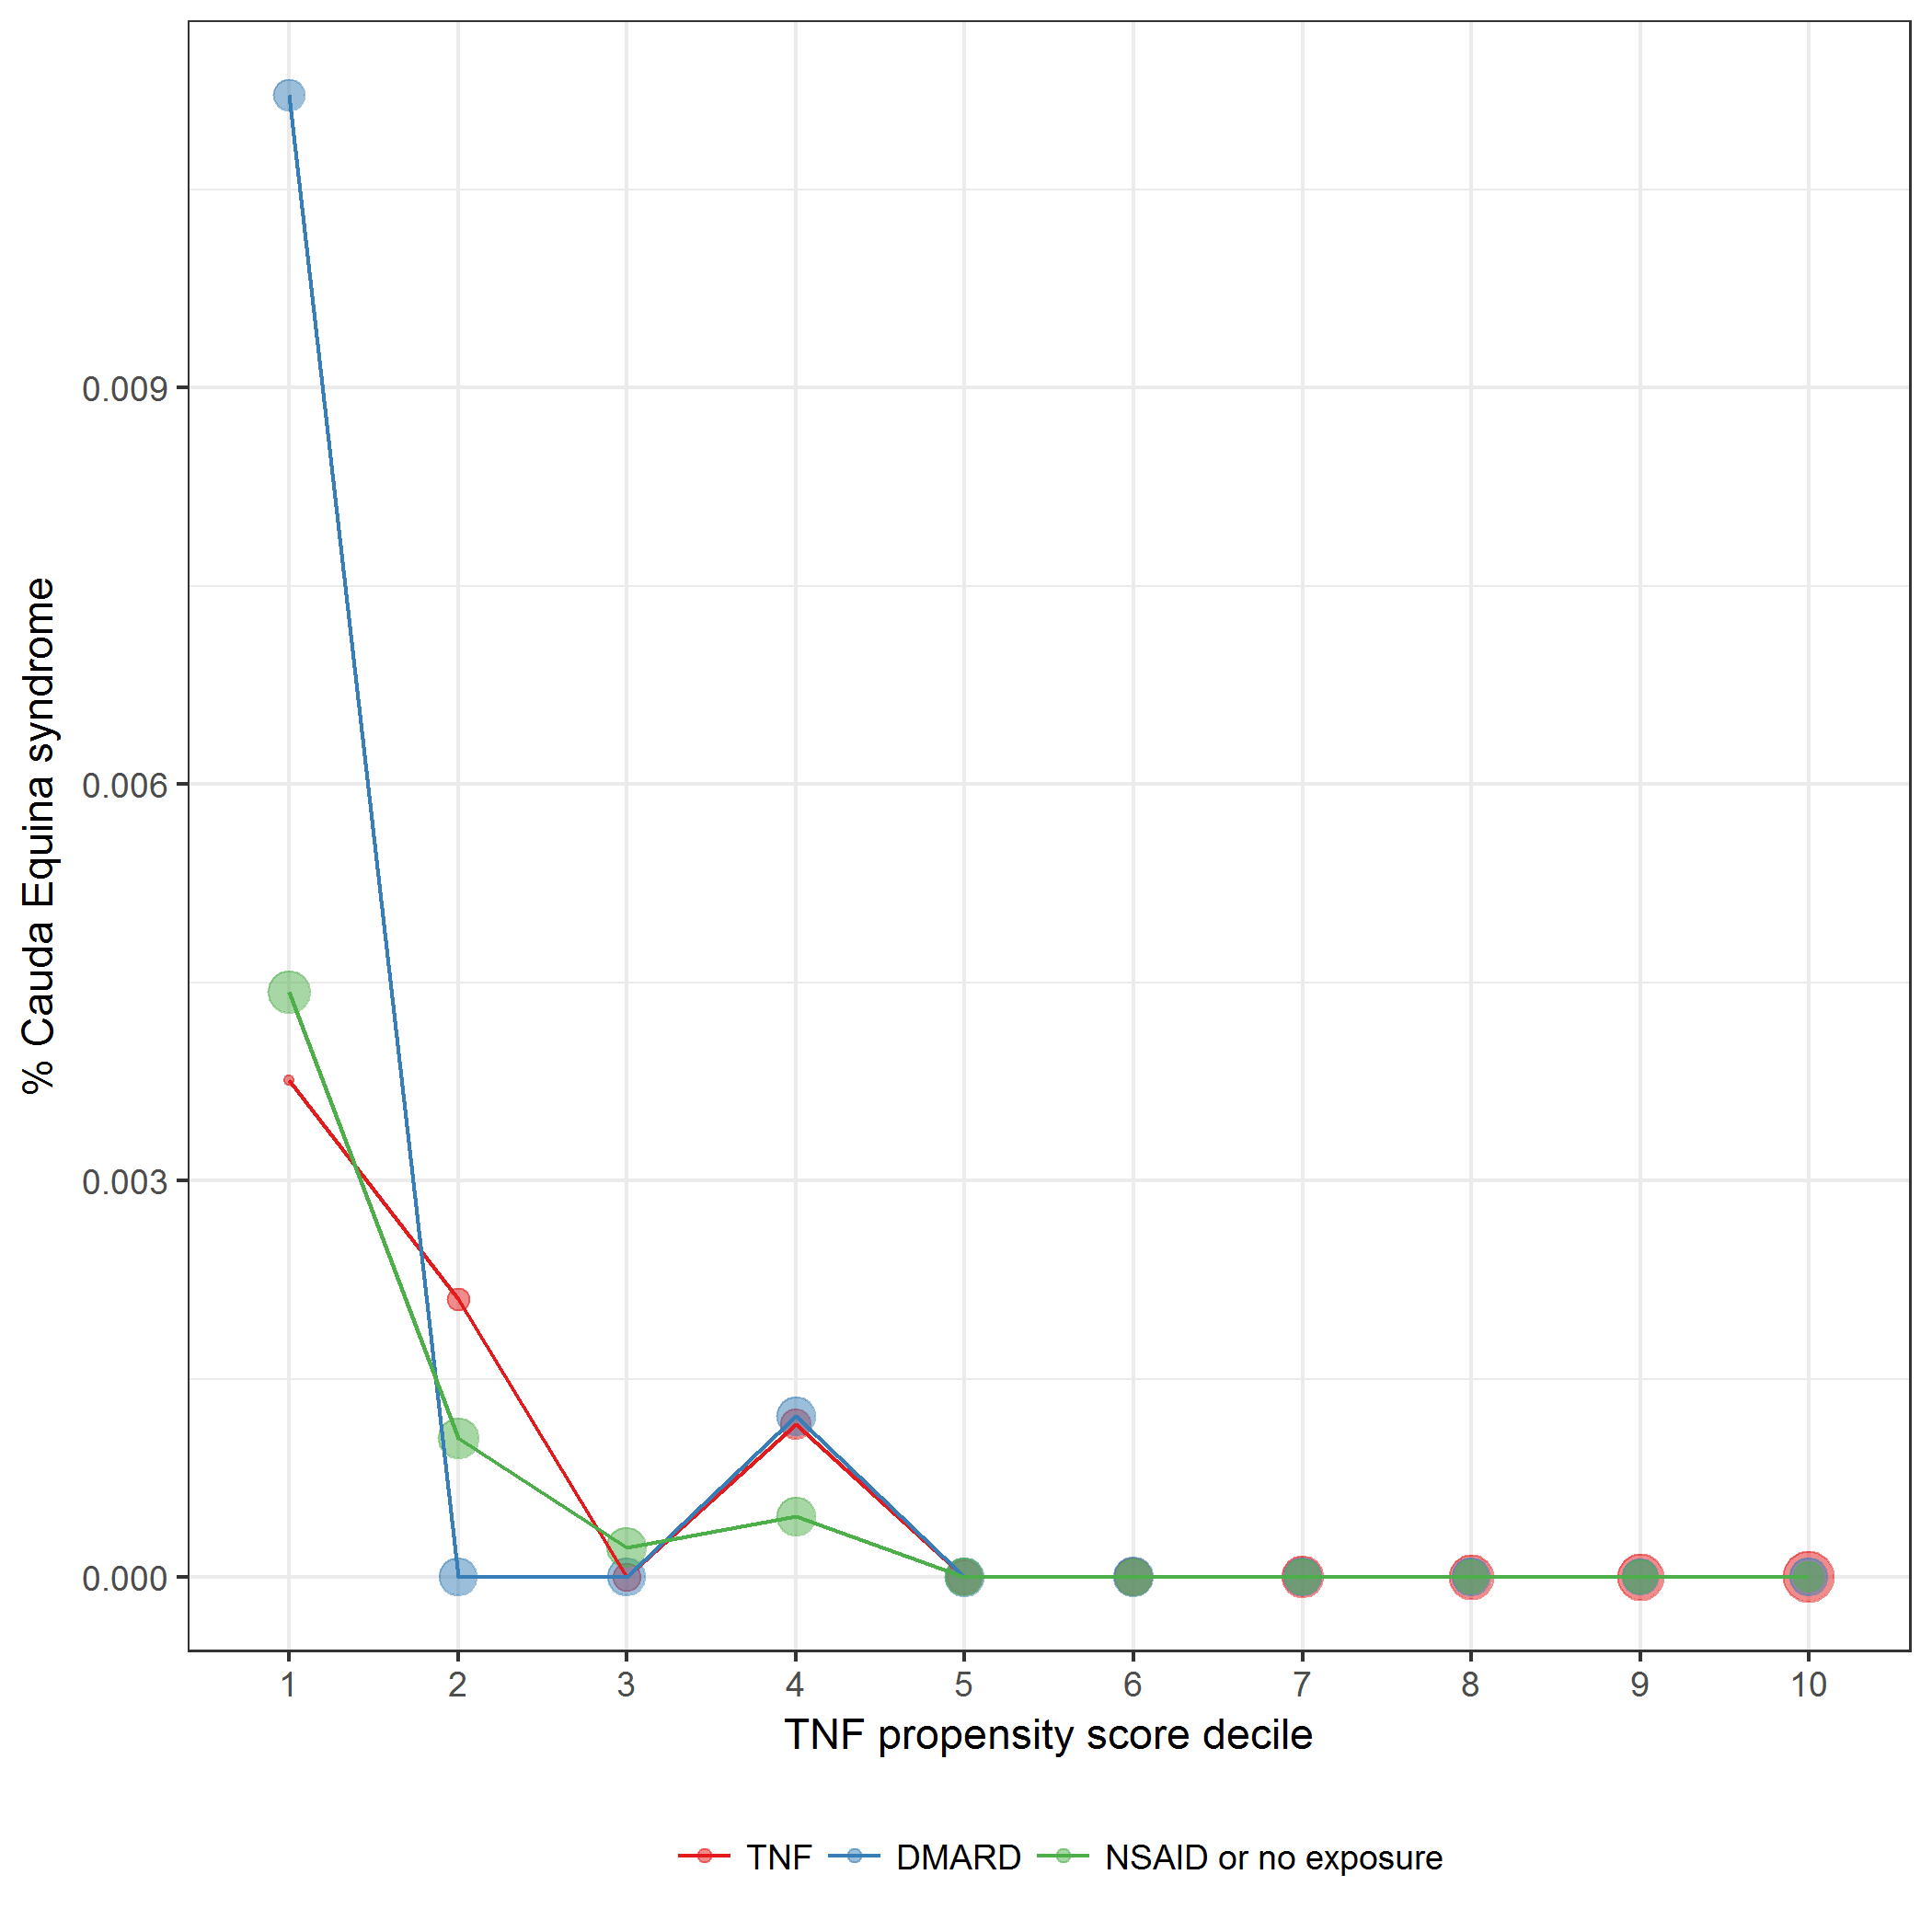 % Cauda Equina syndrome
0.009
0.006
0.003
0.000
1 2 3 4 5 6 7 8 9 10
TNF propensity score decile
TNF DMARD NSAID or no exposure